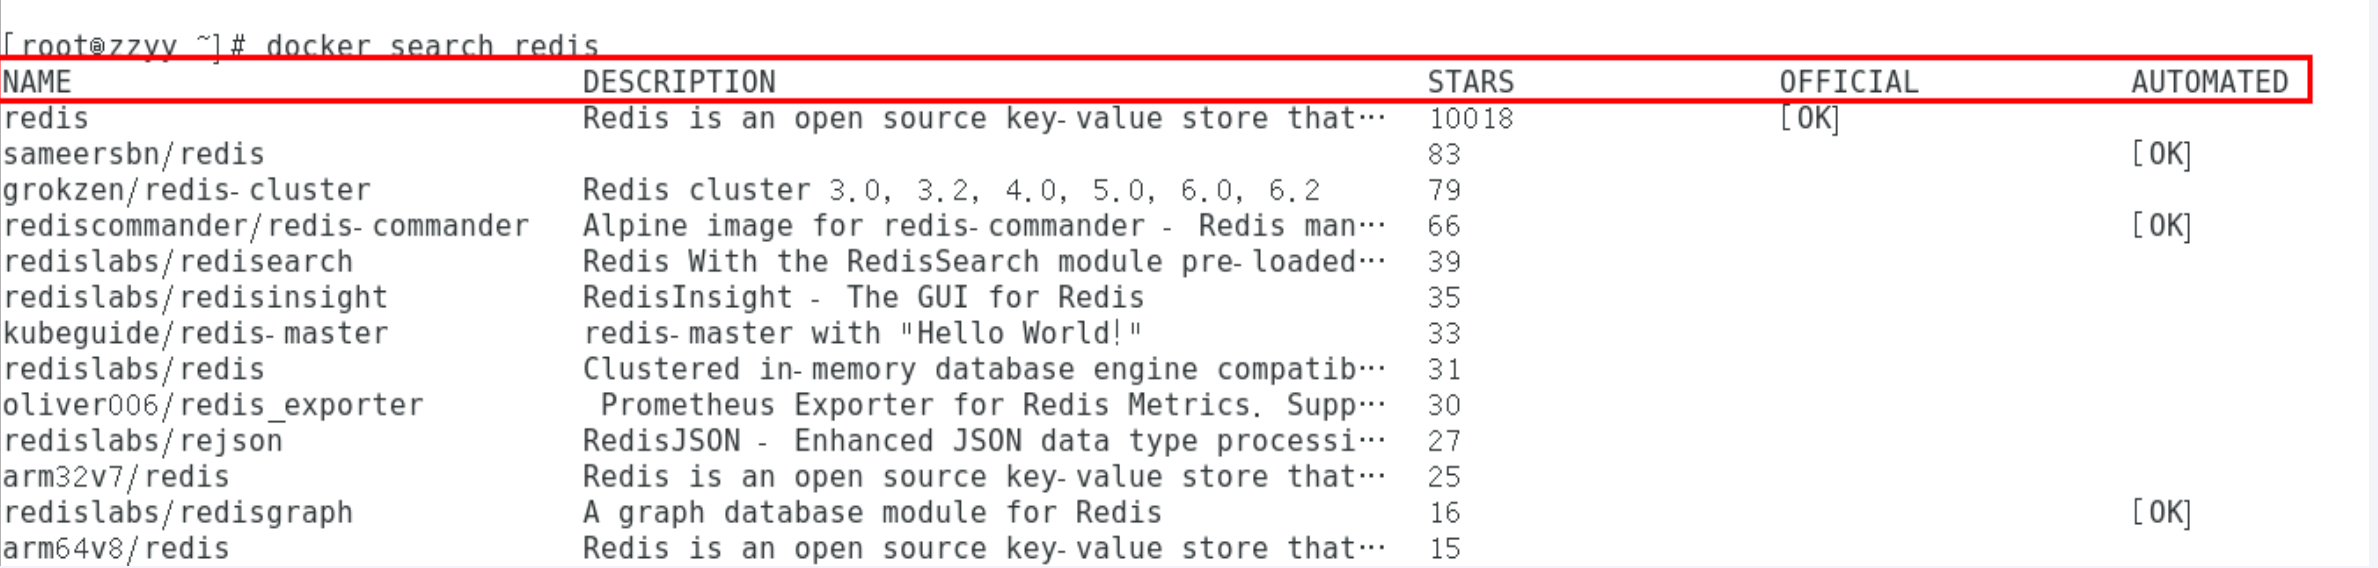 [root@zzyy ~]# docker search redis
NAME DESCRIPTION STARS OFFICIAL AUTOMATED
redis Redis is an open source key-value store that… 10018 [OK]
sameersbn/redis 83 [OK]
grokzen/redis-cluster Redis cluster 3.0, 3.2, 4.0, 5.0, 6.0, 6.2 79
rediscommander/redis-commander Alpine image for redis-commander - Redis man… 66 [OK]
redislabs/redisearch Redis With the RedisSearch module pre-loaded… 39
redislabs/redisinsight RedisInsight - The GUI for Redis 35
kubeguide/redis-master redis-master with "Hello World!" 33
redislabs/redis Clustered in-memory database engine compatib… 31
oliver006/redis_exporter Prometheus Exporter for Redis Metrics. Supp… 30
redislabs/rejson RedisJSON - Enhanced JSON data type processi… 27
arm32v7/redis Redis is an open source key-value store that… 25
redislabs/redisgraph A graph database module for Redis 16 [OK]
arm64v8/redis Redis is an open source key-value store that… 15